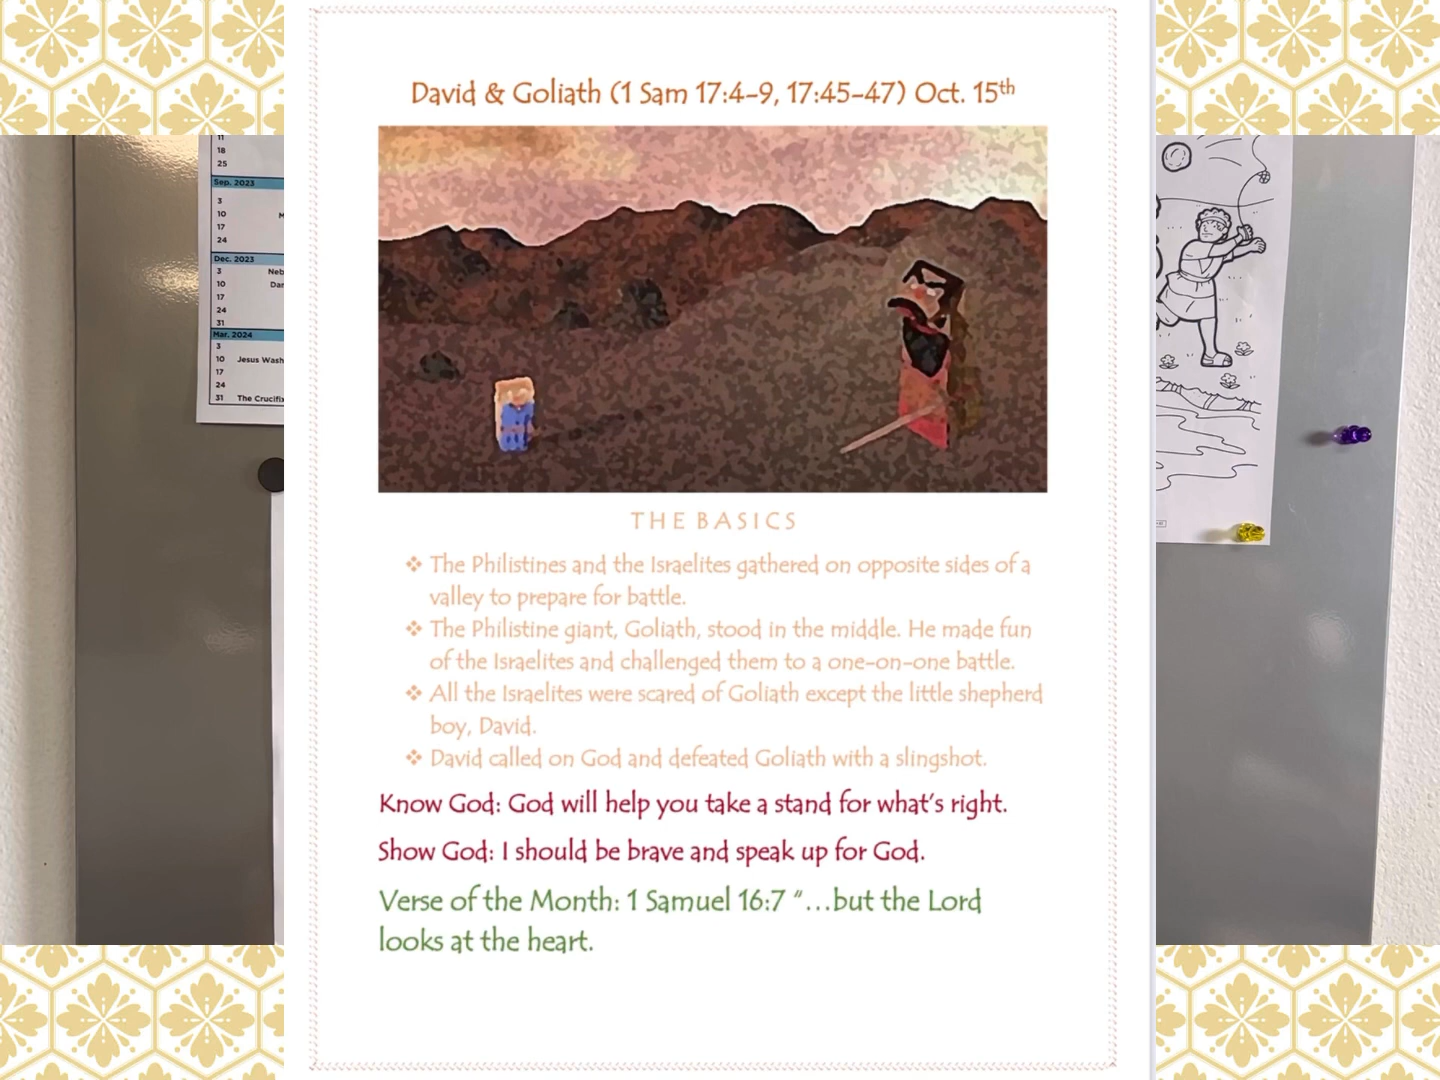 David & Goliath (1 Sam 17:4-9, 17:45-47) Oct. 15th
THE BASICS
❖ The Philistines and the Israelites gathered on opposite sides of a
valley to prepare for battle.
❖ The Philistine giant, Goliath, stood in the middle. He made fun
of the Israelites and challenged them to a one-on-one battle.
❖ All the Israelites were scared of Goliath except the little shepherd
boy, David.
❖ David called on God and defeated Goliath with a slingshot.
Know God: God will help you take a stand for what's right.
Show God: I should be brave and speak up for God.
Verse of the Month: 1 Samuel 16:7 "...but the Lord
looks at the heart.
11
18
25
Sep. 2023
3
10 M
17
24
Dec. 2023
3 Neb
10 Dar
17
24
31
Mar. 2024
3
10 Jesus Wash
17
24
31 The Crucifix